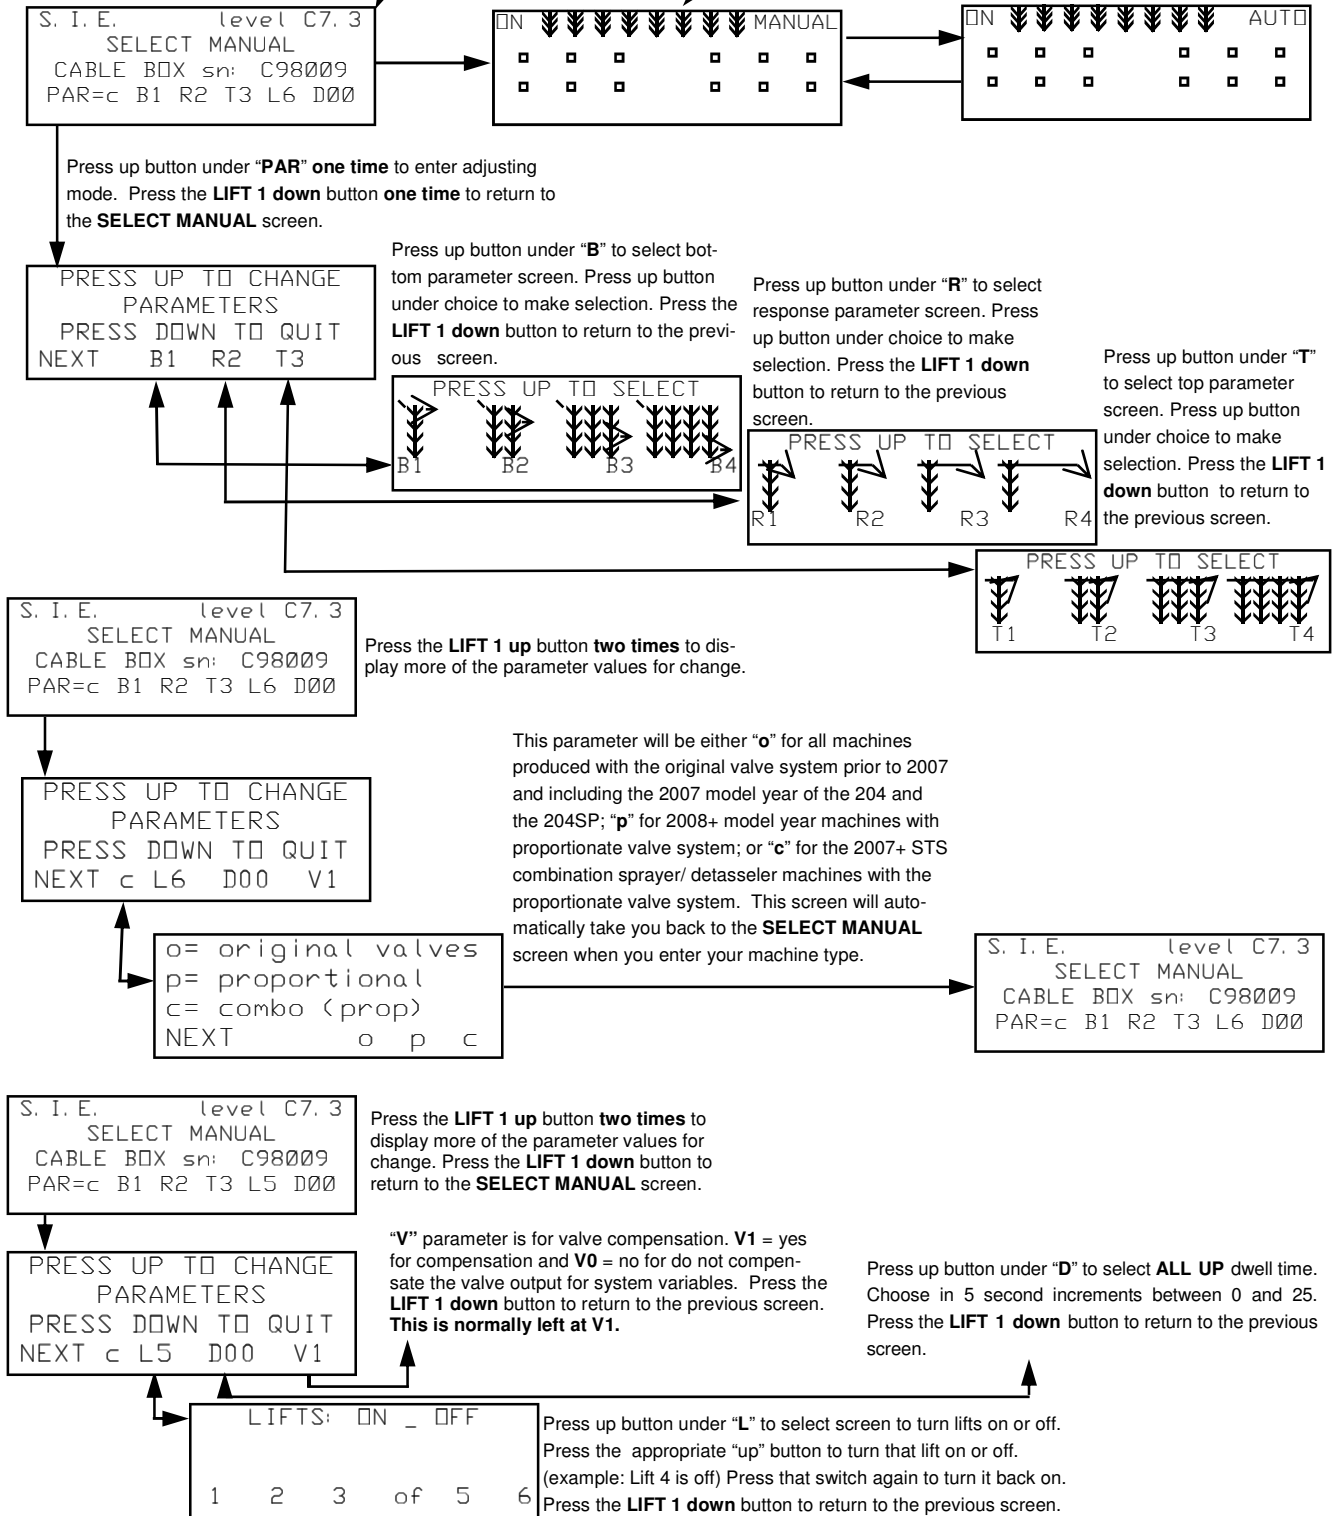 S. I. E. level C7. 3
SELECT MANUAL
CABLE BOX sn: C98009
PAR=c B1 R2 T3 L6 D00
ON MANUAL
ON AUTO
Press up button under “PAR” one time to enter adjusting
mode. Press the LIFT 1 down button one time to return to
the SELECT MANUAL screen.
PRESS UP TO CHANGE
PARAMETERS
PRESS DOWN TO QUIT
NEXT B1 R2 T3
Press up button under “B” to select bot-
tom parameter screen. Press up button
under choice to make selection. Press the
LIFT 1 down button to return to the previ-
ous screen.
PRESS UP TO SELECT
B1 B2 B3 B4
Press up button under “R” to select
response parameter screen. Press
up button under choice to make
selection. Press the LIFT 1 down
button to return to the previous
screen.
PRESS UP TO SELECT
R1 R2 R3 R4
Press up button under “T”
to select top parameter
screen. Press up button
under choice to make
selection. Press the LIFT 1
down button to return to
the previous screen.
PRESS UP TO SELECT
T1 T2 T3 T4
S. I. E. level C7. 3
SELECT MANUAL
CABLE BOX sn: C98009
PAR=c B1 R2 T3 L6 D00
Press the LIFT 1 up button two times to dis-
play more of the parameter values for change.
PRESS UP TO CHANGE
PARAMETERS
PRESS DOWN TO QUIT
NEXT c L6 D00 V1
This parameter will be either “o” for all machines
produced with the original valve system prior to 2007
and including the 2007 model year of the 204 and
the 204SP; “p” for 2008+ model year machines with
proportionate valve system; or “c” for the 2007+ STS
combination sprayer/ detasseler machines with the
proportionate valve system. This screen will auto-
matically take you back to the SELECT MANUAL
screen when you enter your machine type.
o= original valves
p= proportional
c= combo (prop)
NEXT o p c
S. I. E. level C7. 3
SELECT MANUAL
CABLE BOX sn: C98009
PAR=c B1 R2 T3 L6 D00
S. I. E. level C7. 3
SELECT MANUAL
CABLE BOX sn: C98009
PAR=c B1 R2 T3 L5 D00
Press the LIFT 1 up button two times to
display more of the parameter values for
change. Press the LIFT 1 down button to
return to the SELECT MANUAL screen.
PRESS UP TO CHANGE
PARAMETERS
PRESS DOWN TO QUIT
NEXT c L5 D00 V1
“V” parameter is for valve compensation. V1 = yes
for compensation and V0 = no for do not compen-
sate the valve output for system variables. Press the
LIFT 1 down button to return to the previous screen.
This is normally left at V1.
Press up button under “D” to select ALL UP dwell time.
Choose in 5 second increments between 0 and 25.
Press the LIFT 1 down button to return to the previous
screen.
LIFTS: ON _ OFF
1 2 3 of 5 6
Press up button under “L” to select screen to turn lifts on or off.
Press the appropriate “up” button to turn that lift on or off.
(example: Lift 4 is off) Press that switch again to turn it back on.
Press the LIFT 1 down button to return to the previous screen.